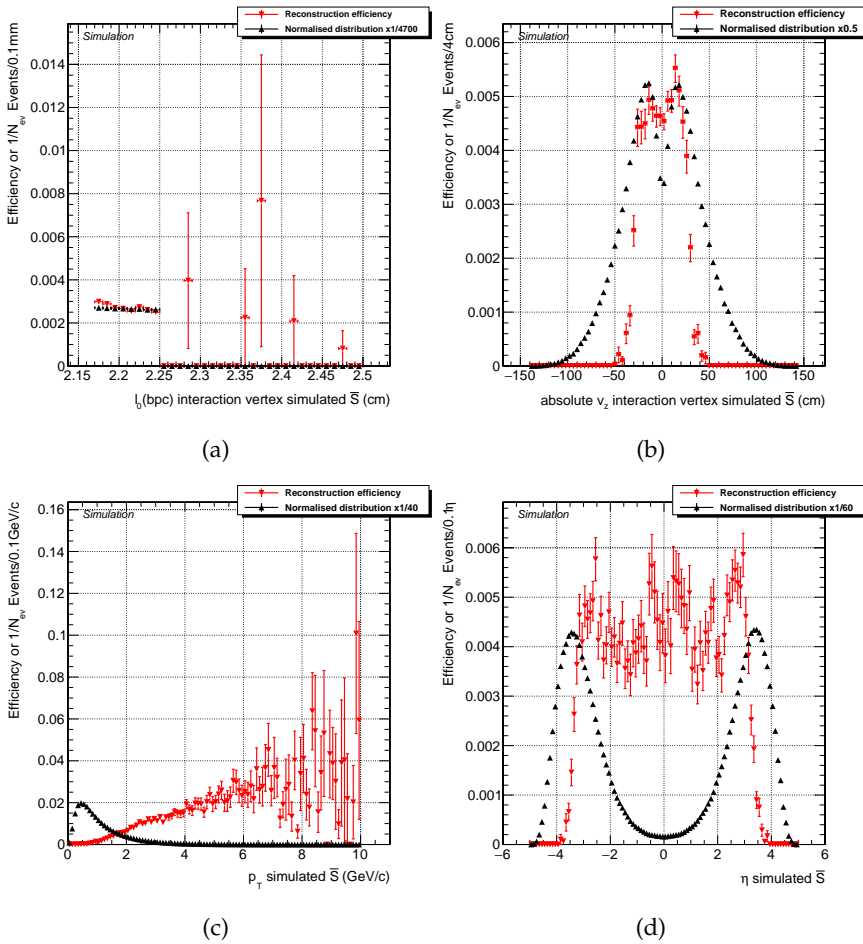 Reconstruction efficiency
Normalised distribution x1/4700
Simulation
Efficiency or 1/N_ev Events/0.1mm
0.014
0.012
0.01
0.008
0.006
0.004
0.002
0
2.15 2.2 2.25 2.3 2.35 2.4 2.45 2.5
l_0(bpc) interaction vertex simulated S̅ (cm)
(a)
Reconstruction efficiency
Normalised distribution x0.5
Simulation
Efficiency or 1/N_ev Events/4cm
0.006
0.005
0.004
0.003
0.002
0.001
0
−150 −100 −50 0 50 100 150
absolute v_z interaction vertex simulated S̅ (cm)
(b)
Reconstruction efficiency
Normalised distribution x1/40
Simulation
Efficiency or 1/N_ev Events/0.1GeV/c
0.16
0.14
0.12
0.1
0.08
0.06
0.04
0.02
0
0 2 4 6 8 10
p_T simulated S̅ (GeV/c)
(c)
Reconstruction efficiency
Normalised distribution x1/60
Simulation
Efficiency or 1/N_ev Events/0.1η
0.006
0.005
0.004
0.003
0.002
0.001
0.000
−6 −4 −2 0 2 4 6
η simulated S̅
(d)